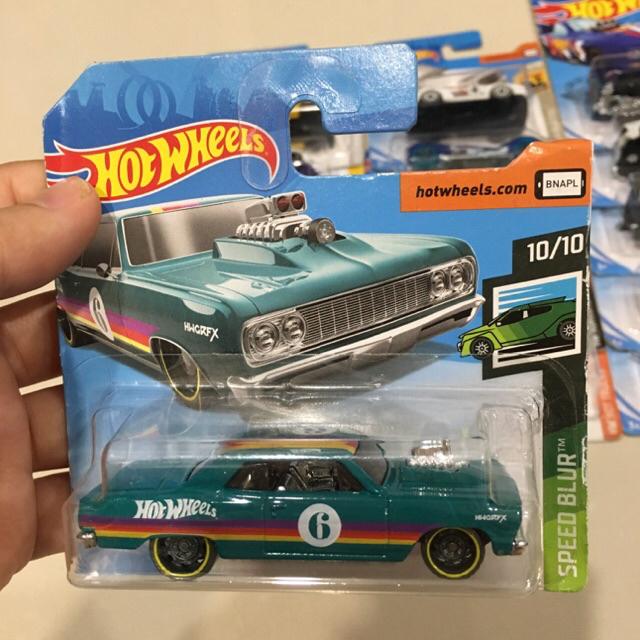 HOT WHEELS
hotwheels.com
BNAPL
10/10
6
HWGRFX
SPEED BLUR™
HOT WHEELS
6
HWGRFX